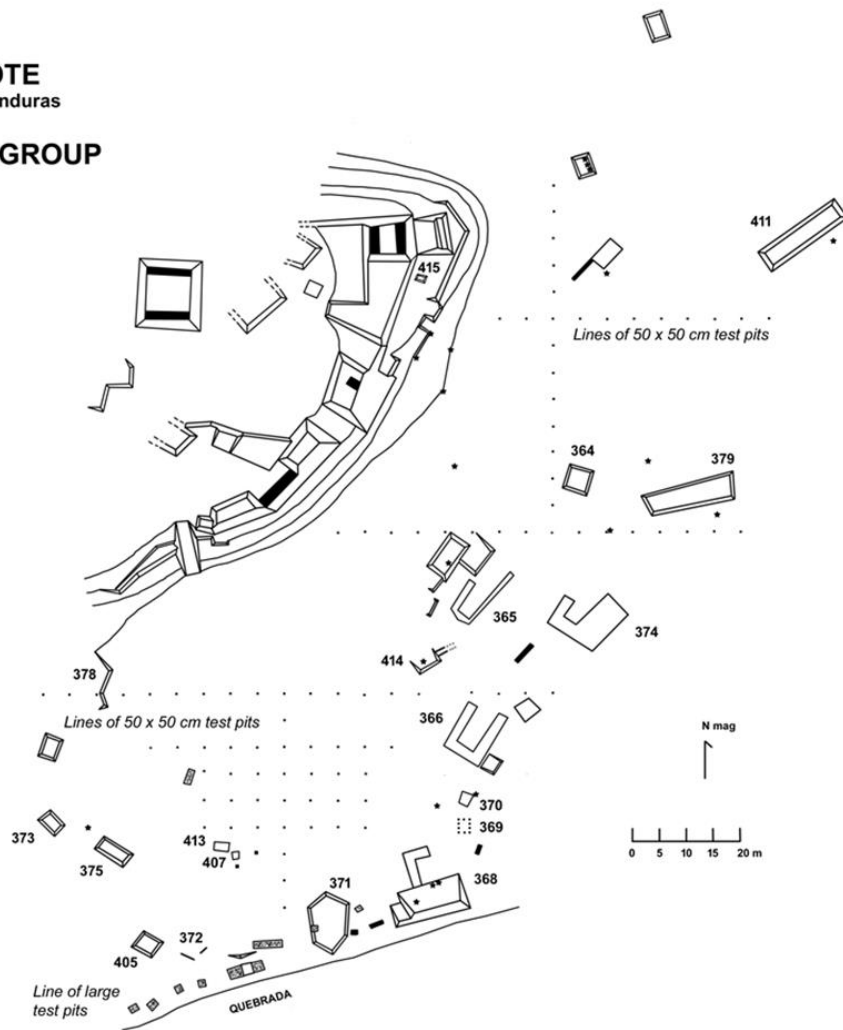 OTE
nduras
GROUP
411
415
Lines of 50 x 50 cm test pits
364
379
365
374
414
378
Lines of 50 x 50 cm test pits
366
N mag
370
373
413
369
375
407
0 5 10 15 20 m
371
368
372
405
Line of large
test pits
QUEBRADA